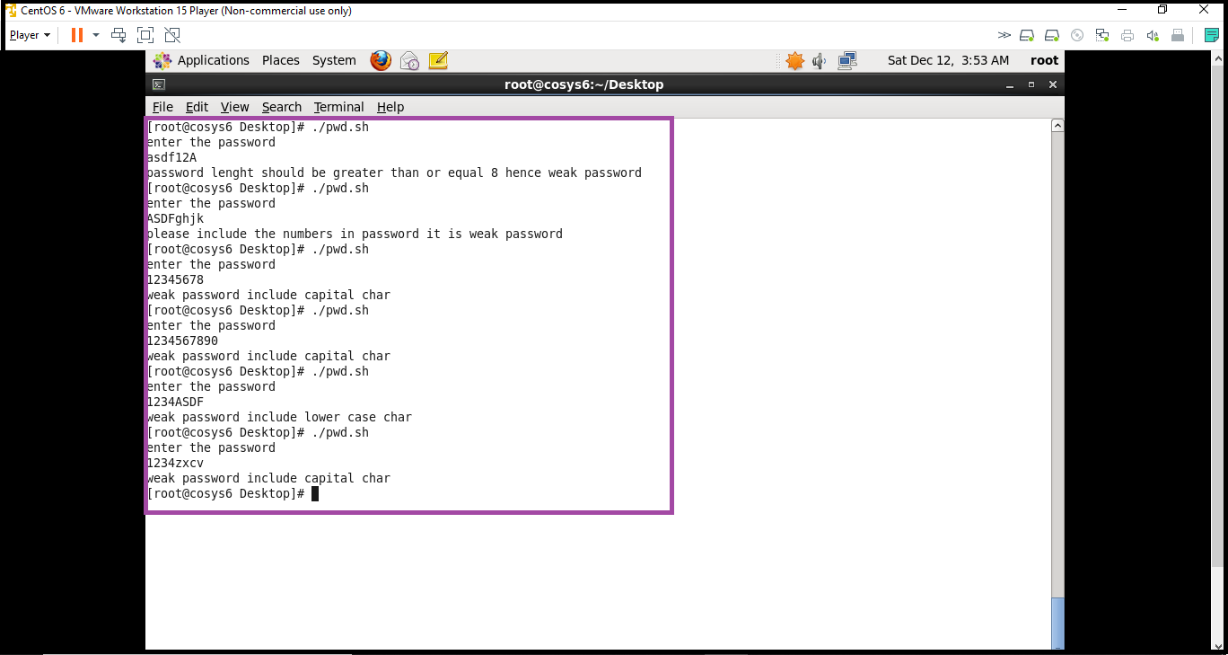 CentOS 6 - VMware Workstation 15 Player (Non-commercial use only)
Player
Applications Places System Sat Dec 12, 3:53 AM root
root@cosys6:~/Desktop
File Edit View Search Terminal Help
[root@cosys6 Desktop]# ./pwd.sh
enter the password
asdf12A
password lenght should be greater than or equal 8 hence weak password
[root@cosys6 Desktop]# ./pwd.sh
enter the password
ASDFghjk
please include the numbers in password it is weak password
[root@cosys6 Desktop]# ./pwd.sh
enter the password
12345678
weak password include capital char
[root@cosys6 Desktop]# ./pwd.sh
enter the password
1234567890
weak password include capital char
[root@cosys6 Desktop]# ./pwd.sh
enter the password
1234ASDF
weak password include lower case char
[root@cosys6 Desktop]# ./pwd.sh
enter the password
1234zxcv
weak password include capital char
[root@cosys6 Desktop]#